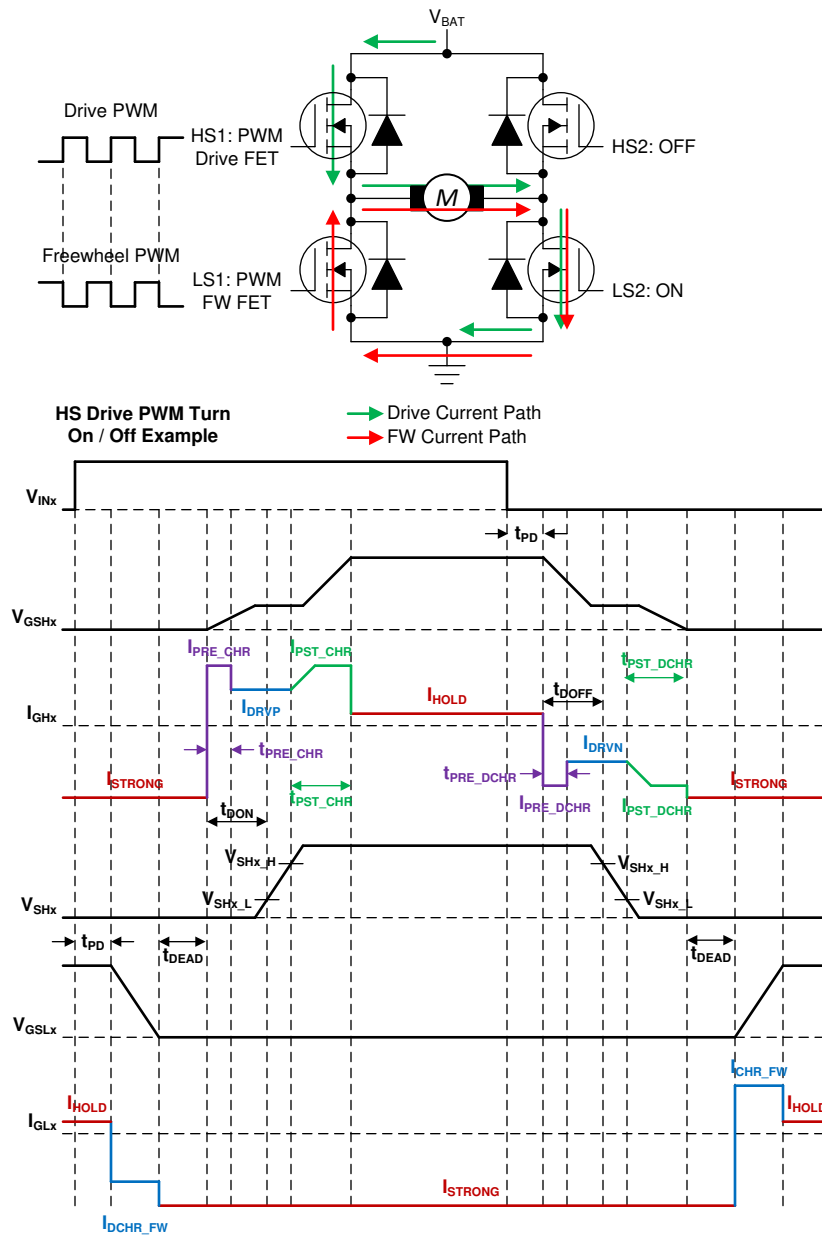 VBAT
Drive PWM
HS1: PWM
Drive FET
HS2: OFF
M
Freewheel PWM
LS1: PWM
FW FET
LS2: ON
HS Drive PWM Turn
On / Off Example
Drive Current Path
FW Current Path
VINx
tPD
VGSHx
IPRE_CHR
IPST_CHR
tPST_DCHR
IHOLD
tDOFF
IDRVP
IDRVN
IGHx
tPRE_CHR
tPRE_DCHR
ISTRONG
tPST_CHR
IPRE_DCHR
IPST_DCHR
ISTRONG
tDON
VSHx_H
VSHx_H
VSHx_L
VSHx_L
VSHx
tPD
tDEAD
tDEAD
VGSLx
ICHR_FW
IHOLD
IHOLD
IGLx
ISTRONG
IDCHR_FW